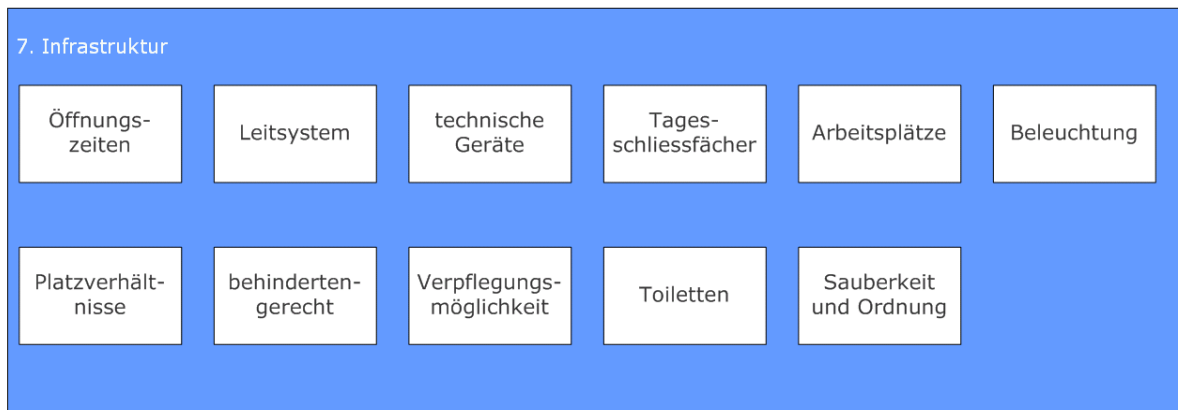 7. Infrastruktur
Öffnungs-
zeiten
Leitsystem
technische
Geräte
Tages-
schliessfächer
Arbeitsplätze
Beleuchtung
Platzverhält-
nisse
behinderten-
gerecht
Verpflegungs-
möglichkeit
Toiletten
Sauberkeit
und Ordnung